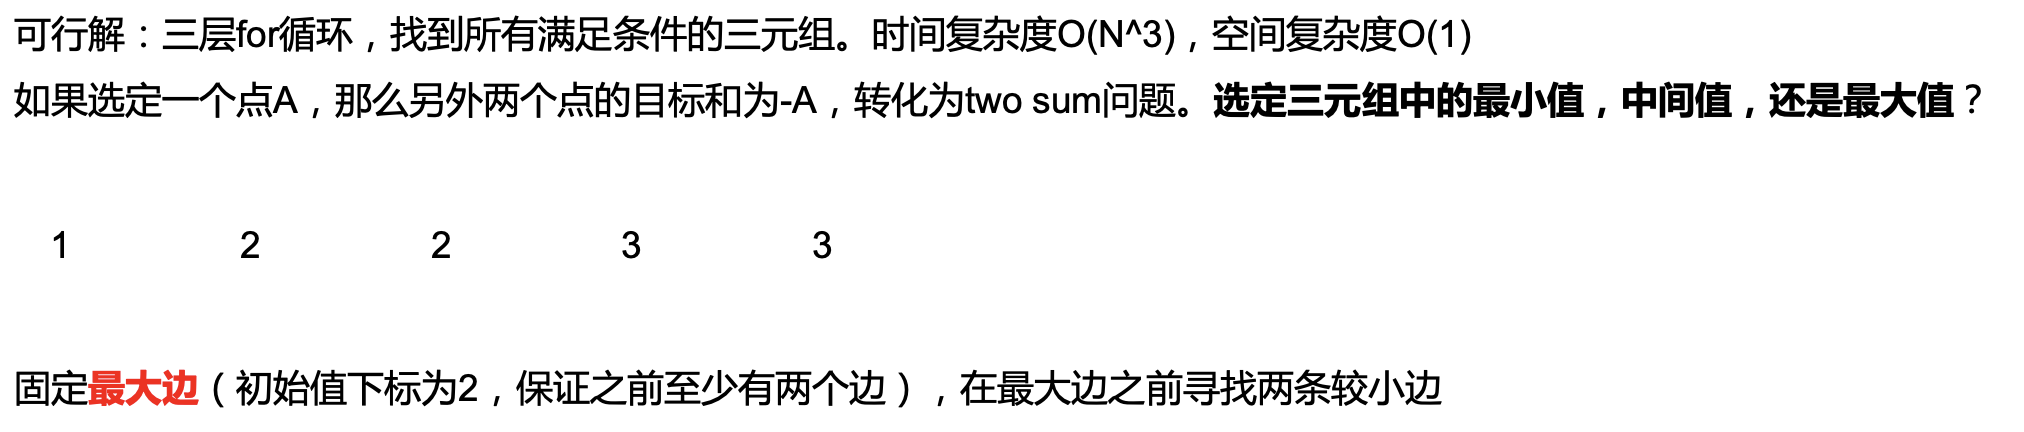 可行解：三层for循环，找到所有满足条件的三元组。时间复杂度O(N^3)，空间复杂度O(1)
如果选定一个点A，那么另外两个点的目标和为-A，转化为two sum问题。选定三元组中的最小值，中间值，还是最大值？
1 2 2 3 3
固定最大边（初始值下标为2，保证之前至少有两个边），在最大边之前寻找两条较小边